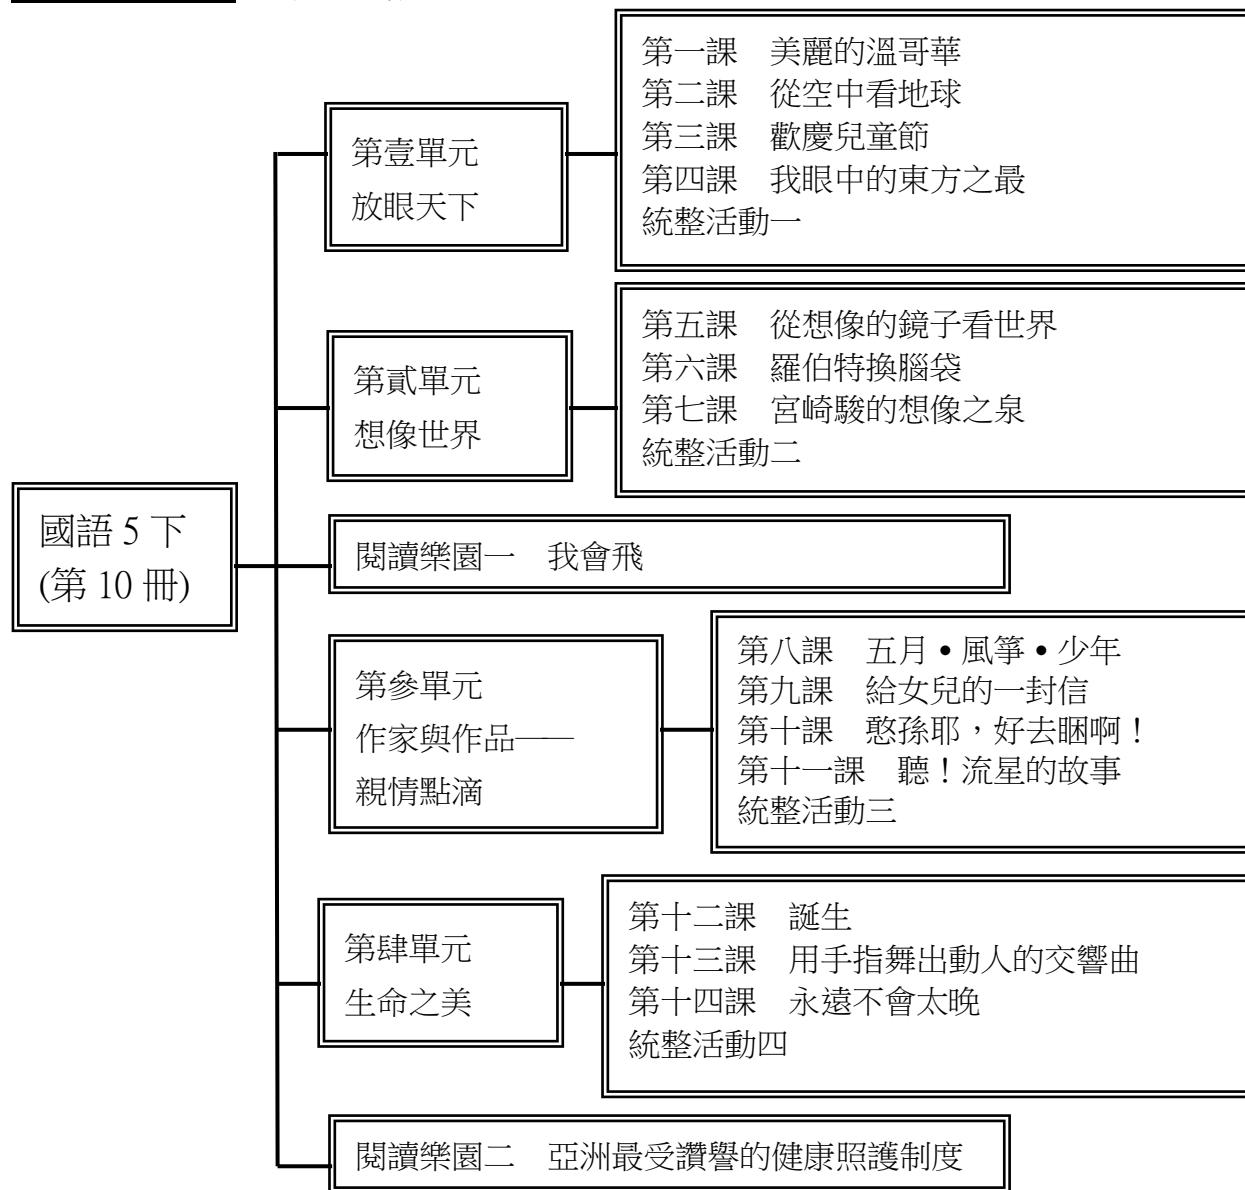 國語 5 下
(第 10 冊)
第壹單元
放眼天下
第一課　美麗的溫哥華
第二課　從空中看地球
第三課　歡慶兒童節
第四課　我眼中的東方之最
統整活動一
第貳單元
想像世界
第五課　從想像的鏡子看世界
第六課　羅伯特換腦袋
第七課　宮崎駿的想像之泉
統整活動二
閱讀樂園一　我會飛
第參單元
作家與作品——
親情點滴
第八課　五月•風箏•少年
第九課　給女兒的一封信
第十課　憨孫耶，好去睏啊！
第十一課　聽！流星的故事
統整活動三
第肆單元
生命之美
第十二課　誕生
第十三課　用手指舞出動人的交響曲
第十四課　永遠不會太晚
統整活動四
閱讀樂園二　亞洲最受讚譽的健康照護制度